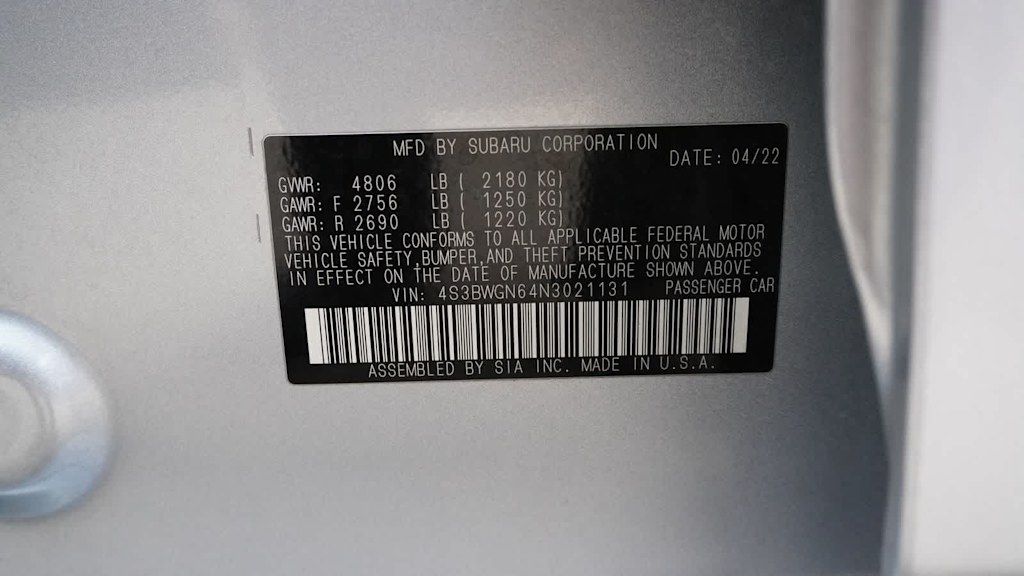 MFD BY SUBARU CORPORATION
DATE: 04/22
GVWR: 4806 LB ( 2180 KG)
GAWR: F 2756 LB ( 1250 KG)
GAWR: R 2690 LB ( 1220 KG)
THIS VEHICLE CONFORMS TO ALL APPLICABLE FEDERAL MOTOR
VEHICLE SAFETY,BUMPER,AND THEFT PREVENTION STANDARDS
IN EFFECT ON THE DATE OF MANUFACTURE SHOWN ABOVE.
VIN: 4S3BWGN64N3021131 PASSENGER CAR
ASSEMBLED BY SIA INC. MADE IN U.S.A.